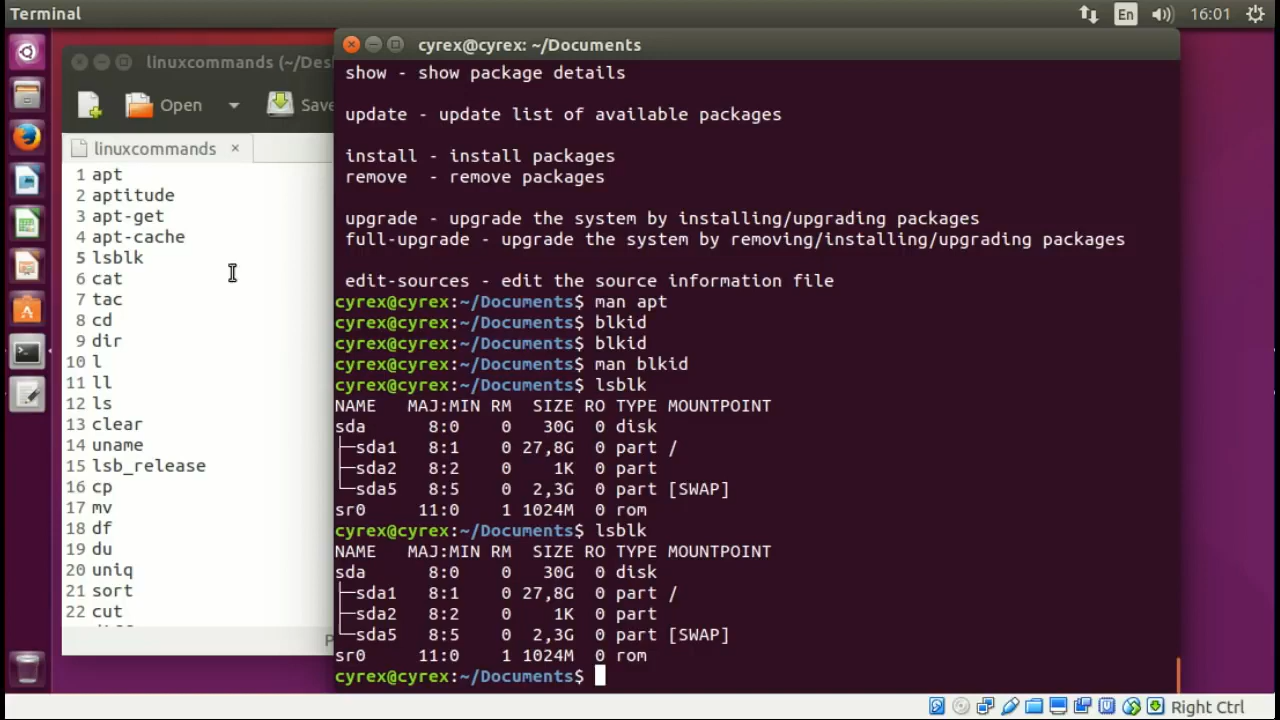 Terminal
En
16:01
linuxcommands (~/Des
Open
Save
linuxcommands ×
1 apt
2 aptitude
3 apt-get
4 apt-cache
5 lsblk
6 cat
7 tac
8 cd
9 dir
10 l
11 ll
12 ls
13 clear
14 uname
15 lsb_release
16 cp
17 mv
18 df
19 du
20 uniq
21 sort
22 cut
P
cyrex@cyrex: ~/Documents
show - show package details
update - update list of available packages
install - install packages
remove  - remove packages
upgrade - upgrade the system by installing/upgrading packages
full-upgrade - upgrade the system by removing/installing/upgrading packages
edit-sources - edit the source information file
cyrex@cyrex:~/Documents$ man apt
cyrex@cyrex:~/Documents$ blkid
cyrex@cyrex:~/Documents$ blkid
cyrex@cyrex:~/Documents$ man blkid
cyrex@cyrex:~/Documents$ lsblk
NAME   MAJ:MIN RM  SIZE RO TYPE MOUNTPOINT
sda      8:0    0   30G  0 disk
├─sda1   8:1    0 27,8G  0 part /
├─sda2   8:2    0    1K  0 part
└─sda5   8:5    0  2,3G  0 part [SWAP]
sr0     11:0    1 1024M  0 rom
cyrex@cyrex:~/Documents$ lsblk
NAME   MAJ:MIN RM  SIZE RO TYPE MOUNTPOINT
sda      8:0    0   30G  0 disk
├─sda1   8:1    0 27,8G  0 part /
├─sda2   8:2    0    1K  0 part
└─sda5   8:5    0  2,3G  0 part [SWAP]
sr0     11:0    1 1024M  0 rom
cyrex@cyrex:~/Documents$
Right Ctrl